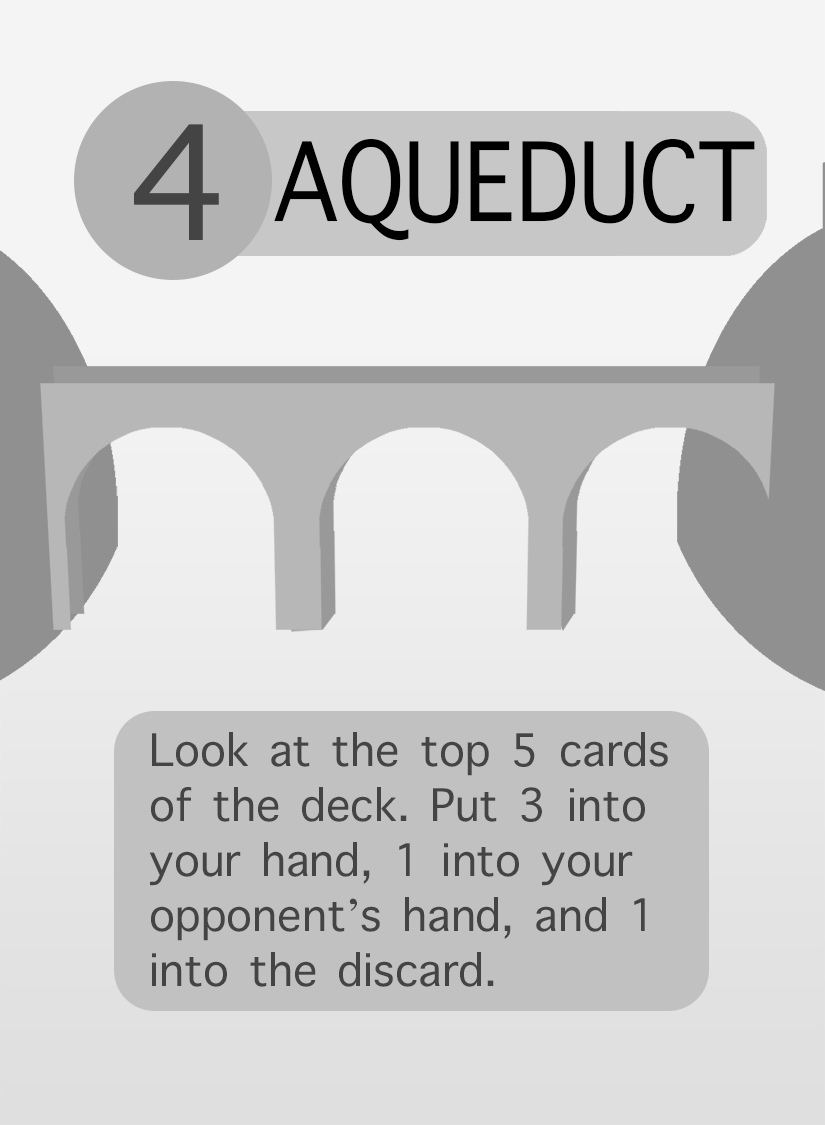 4 AQUEDUCT
Look at the top 5 cards
of the deck. Put 3 into
your hand, 1 into your
opponent’s hand, and 1
into the discard.